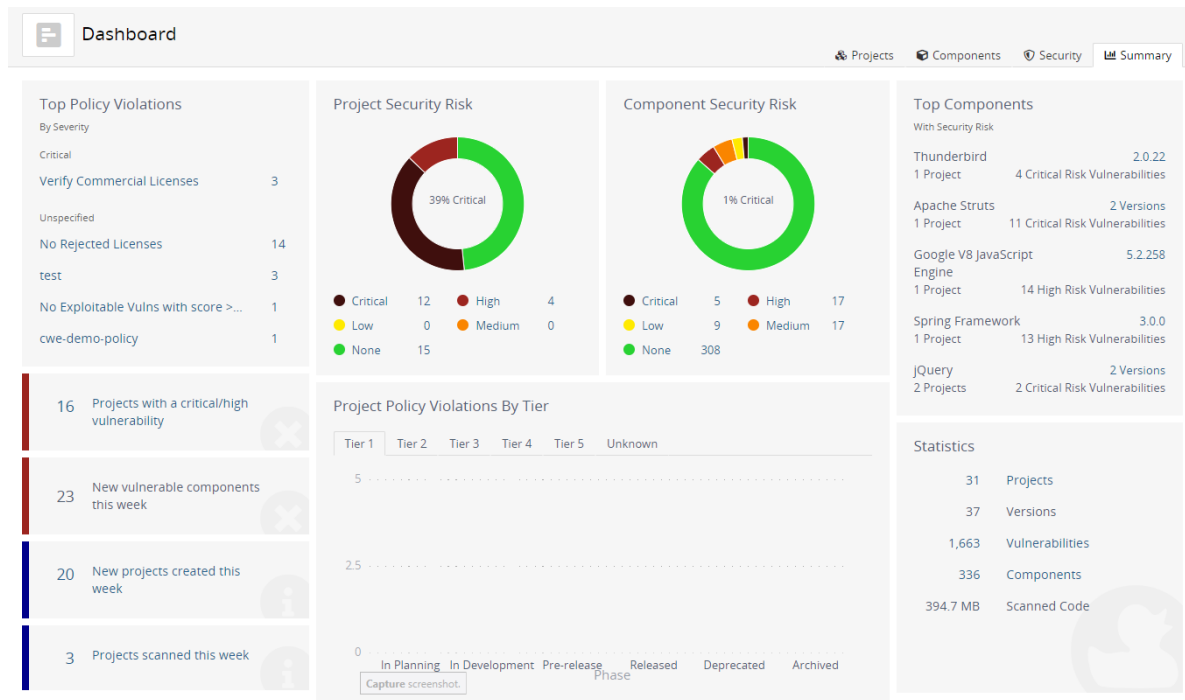 Dashboard
Projects Components Security Summary
Top Policy Violations
By Severity
Critical
Verify Commercial Licenses 3
Unspecified
No Rejected Licenses 14
test 3
No Exploitable Vulns with score >... 1
cwe-demo-policy 1
16 Projects with a critical/high
vulnerability
23 New vulnerable components
this week
20 New projects created this
week
3 Projects scanned this week
Project Security Risk
39% Critical
Critical 12 High 4
Low 0 Medium 0
None 15
Component Security Risk
1% Critical
Critical 5 High 17
Low 9 Medium 17
None 308
Project Policy Violations By Tier
Tier 1 Tier 2 Tier 3 Tier 4 Tier 5 Unknown
5
2.5
0
In Planning In Development Pre-release Released Deprecated Archived
Phase
Capture screenshot.
Top Components
With Security Risk
Thunderbird 2.0.22
1 Project 4 Critical Risk Vulnerabilities
Apache Struts 2 Versions
1 Project 11 Critical Risk Vulnerabilities
Google V8 JavaScript 5.2.258
Engine
1 Project 14 High Risk Vulnerabilities
Spring Framework 3.0.0
1 Project 13 High Risk Vulnerabilities
jQuery 2 Versions
2 Projects 2 Critical Risk Vulnerabilities
Statistics
31 Projects
37 Versions
1,663 Vulnerabilities
336 Components
394.7 MB Scanned Code